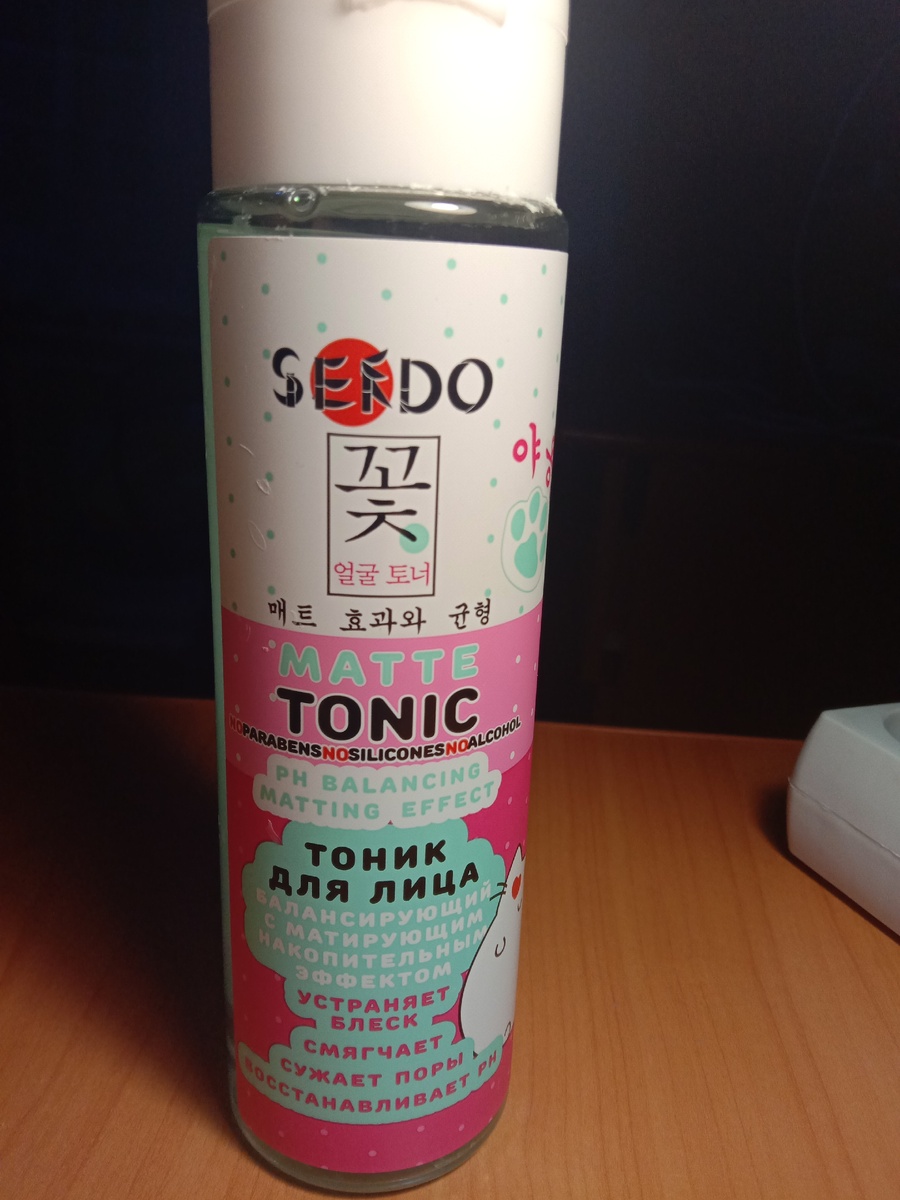 SENDO
꽃
야
얼굴 토너
매트 효과와 균형
MATTE
TONIC
NOPARABENSNOSILICONESNOALCOHOL
PH BALANCING
MATTING EFFECT
ТОНИК
ДЛЯ ЛИЦА
БАЛАНСИРУЮЩИЙ
С МАТИРУЮЩИМ
НАКОПИТЕЛЬНЫМ
ЭФФЕКТОМ
УСТРАНЯЕТ
БЛЕСК
СМЯГЧАЕТ
СУЖАЕТ ПОРЫ
ВОССТАНАВЛИВАЕТ PH